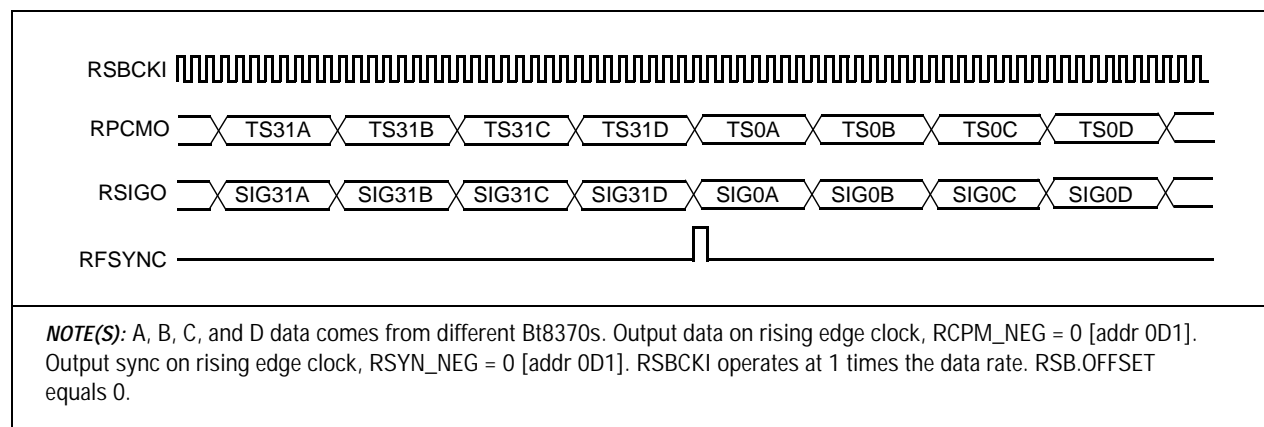 RSBCKI
RPCMO TS31A TS31B TS31C TS31D TS0A TS0B TS0C TS0D
RSIGO SIG31A SIG31B SIG31C SIG31D SIG0A SIG0B SIG0C SIG0D
RFSYNC
NOTE(S): A, B, C, and D data comes from different Bt8370s. Output data on rising edge clock, RCPM_NEG = 0 [addr 0D1].
Output sync on rising edge clock, RSYN_NEG = 0 [addr 0D1]. RSBCKI operates at 1 times the data rate. RSB.OFFSET
equals 0.